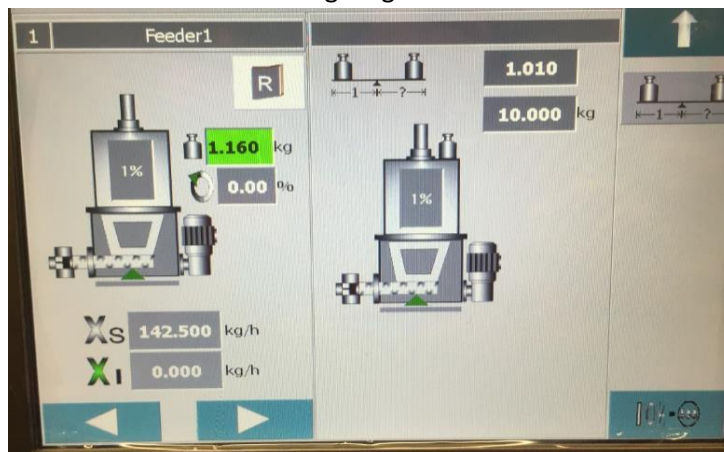 1 Feeder1
R
1%
1.160 kg
0.00 %
XS 142.500 kg/h
XI 0.000 kg/h
1 ?
1.010
10.000 kg
1%
1 ?